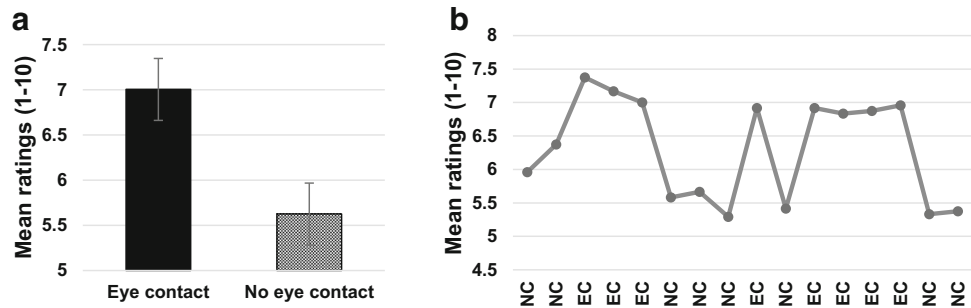 a
Mean ratings (1-10)
7.5
7
6.5
6
5.5
5
Eye contact
No eye contact
b
Mean ratings (1-10)
8
7.5
7
6.5
6
5.5
5
4.5
NC
NC
EC
EC
EC
NC
NC
NC
EC
NC
EC
EC
EC
EC
NC
NC